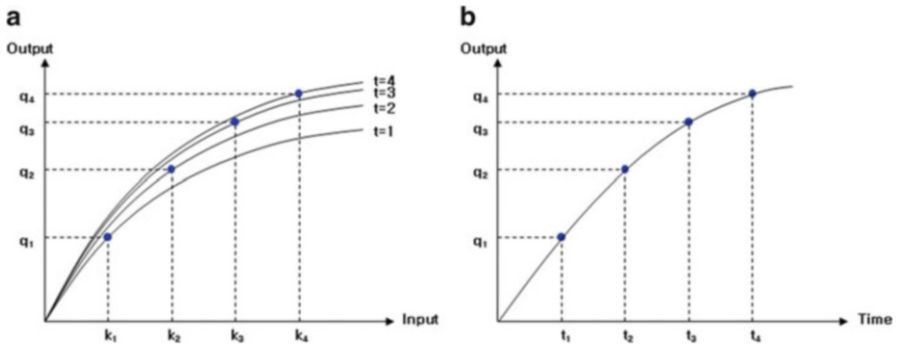 a
Output
t=4
t=3
q₄
t=2
q₃
t=1
q₂
q₁
Input
k₁ k₂ k₃ k₄
b
Output
q₄
q₃
q₂
q₁
Time
t₁ t₂ t₃ t₄